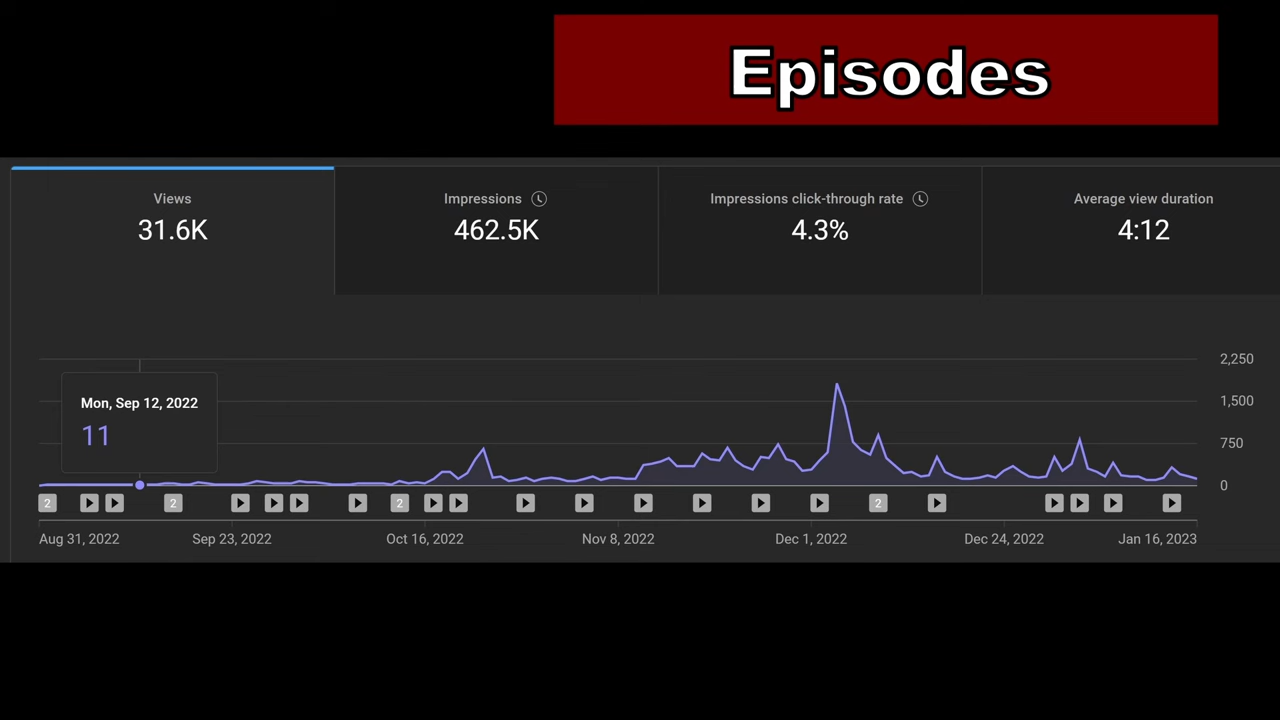 Episodes
Views
31.6K
Impressions
462.5K
Impressions click-through rate
4.3%
Average view duration
4:12
2,250
1,500
750
0
Mon, Sep 12, 2022
11
2
2
2
2
Aug 31, 2022
Sep 23, 2022
Oct 16, 2022
Nov 8, 2022
Dec 1, 2022
Dec 24, 2022
Jan 16, 2023